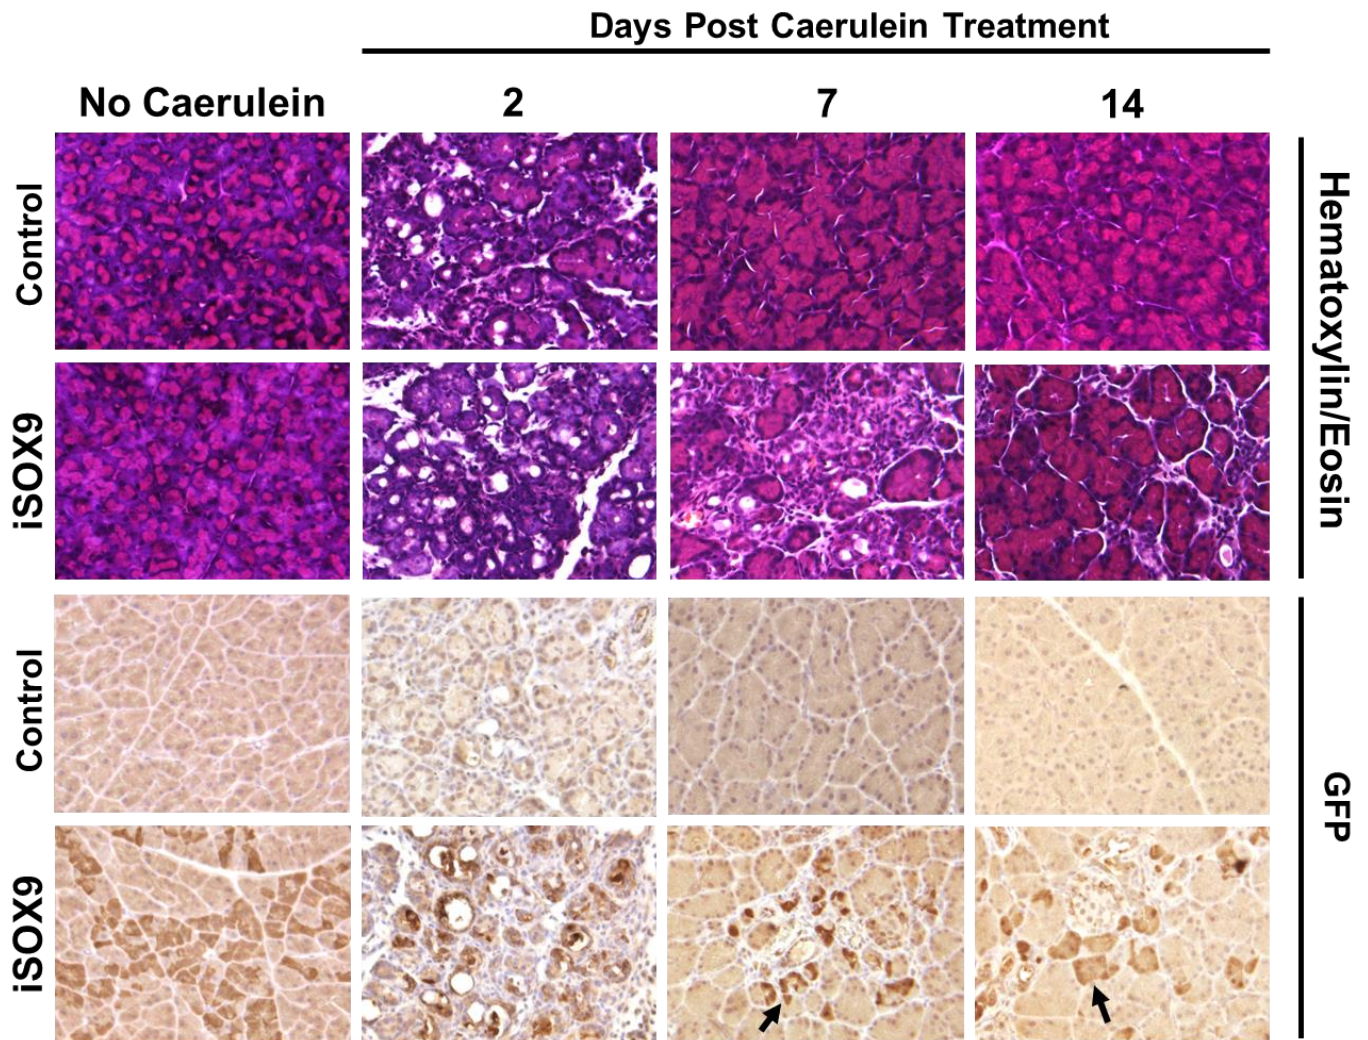 Days Post Caerulein Treatment
No Caerulein
2
7
14
Control
iSOX9
Hematoxylin/Eosin
Control
iSOX9
GFP